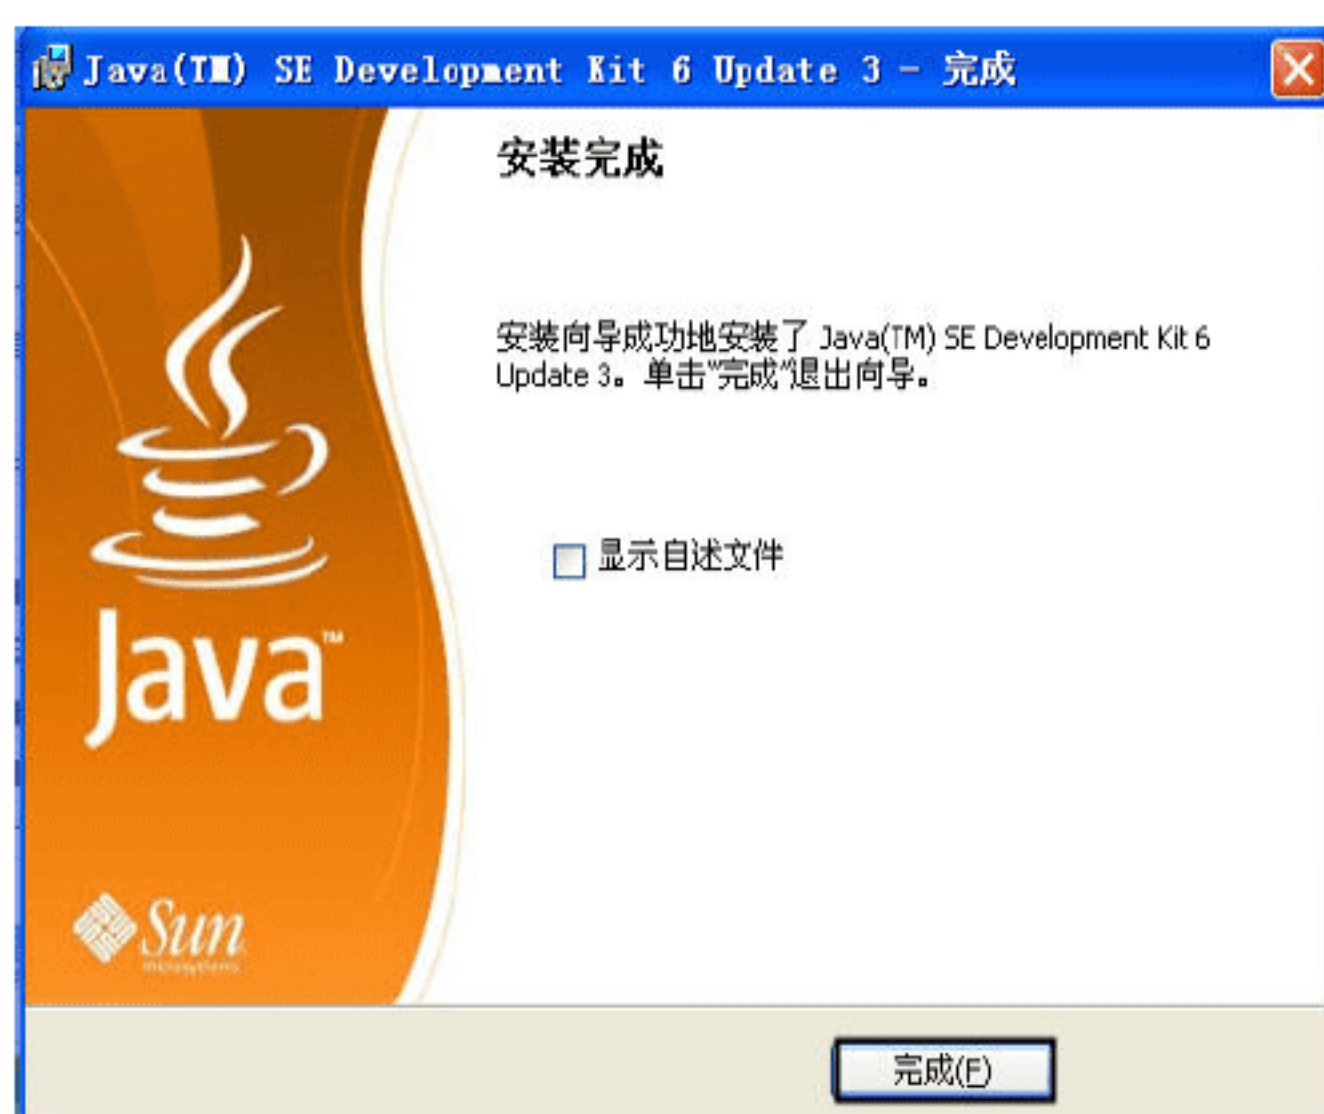 Java(TM) SE Development Kit 6 Update 3 - 完成
安装完成
安装向导成功地安装了 Java(TM) SE Development Kit 6
Update 3。单击“完成”退出向导。
显示自述文件
Java™
Sun
microsystems
完成(F)